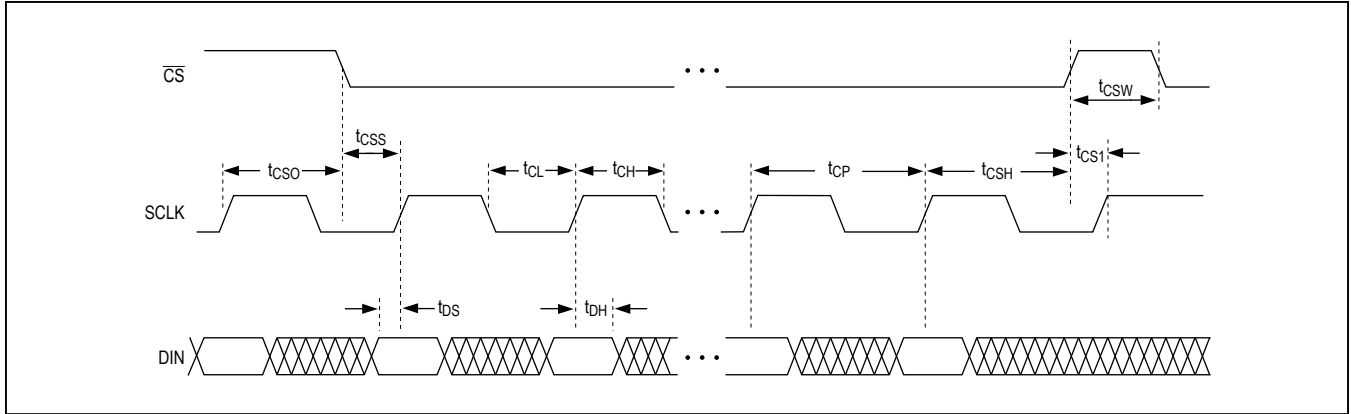 CS
tCSW
tCSS
tCS1
tCSO
tCL
tCH
tCP
tCSH
SCLK
tDS
tDH
DIN